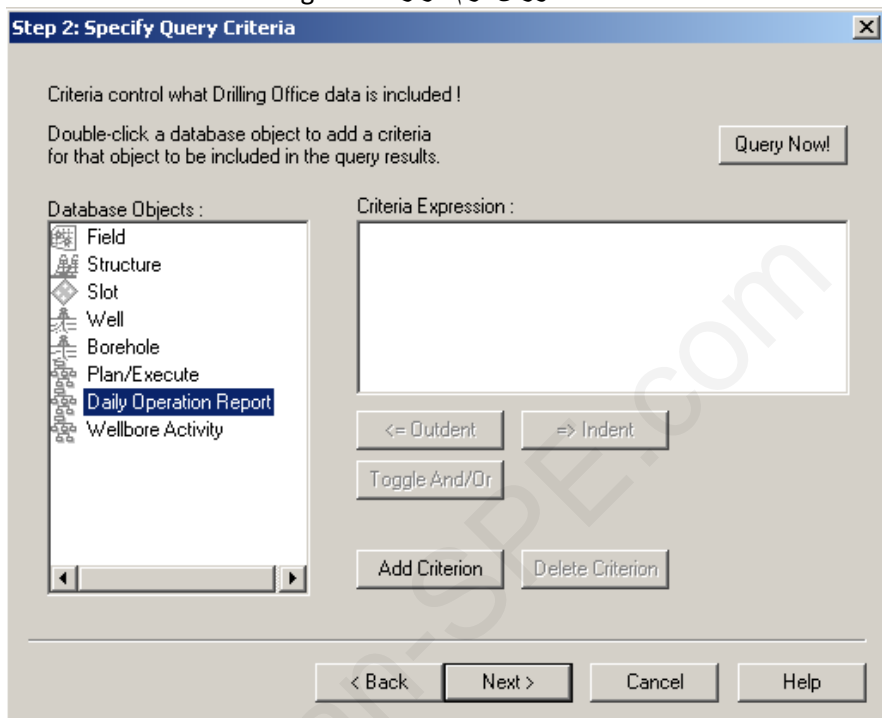 Step 2: Specify Query Criteria
Criteria control what Drilling Office data is included !
Double-click a database object to add a criteria
for that object to be included in the query results.
Query Now!
Database Objects :
Field
Structure
Slot
Well
Borehole
Plan/Execute
Daily Operation Report
Wellbore Activity
Criteria Expression :
<= Outdent
=> Indent
Toggle And/Or
Add Criterion
Delete Criterion
< Back
Next >
Cancel
Help
n-SPE.com